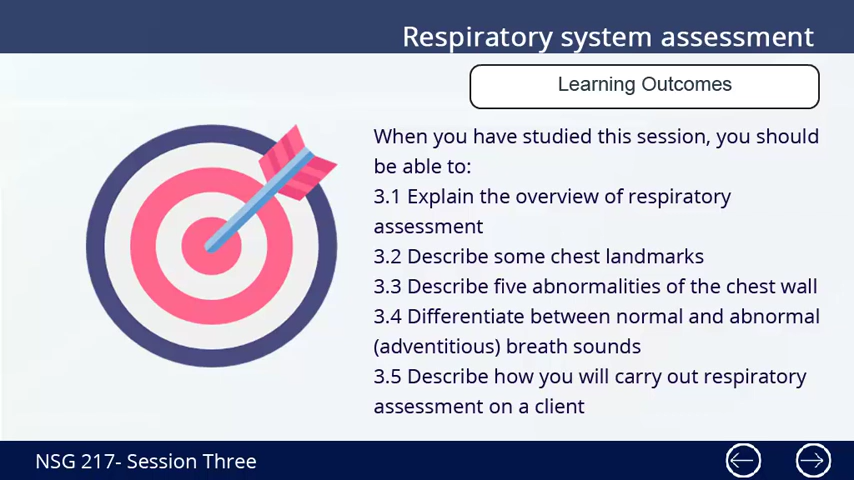 Respiratory system assessment
Learning Outcomes
When you have studied this session, you should
be able to:
3.1 Explain the overview of respiratory
assessment
3.2 Describe some chest landmarks
3.3 Describe five abnormalities of the chest wall
3.4 Differentiate between normal and abnormal
(adventitious) breath sounds
3.5 Describe how you will carry out respiratory
assessment on a client
NSG 217- Session Three